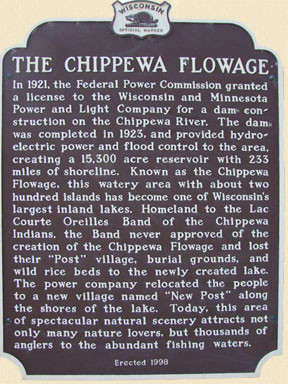 WISCONSIN
OFFICIAL MARKER
THE CHIPPEWA FLOWAGE
In 1921, the Federal Power Commission granted
a license to the Wisconsin and Minnesota
Power and Light Company for a dam con-
struction on the Chippewa River. The dam
was completed in 1923, and provided hydro-
electric power and flood control to the area,
creating a 15,300 acre reservoir with 233
miles of shoreline. Known as the Chippewa
Flowage, this watery area with about two
hundred islands has become one of Wisconsin's
largest inland lakes. Homeland to the Lac
Courte Oreilles Band of the Chippewa
Indians, the Band never approved of the
creation of the Chippewa Flowage and lost
their "Post" village, burial grounds, and
wild rice beds to the newly created lake.
The power company relocated the people
to a new village named "New Post" along
the shores of the lake. Today, this area
of spectacular natural scenery attracts not
only many nature lovers, but thousands of
anglers to the abundant fishing waters.
Erected 1998